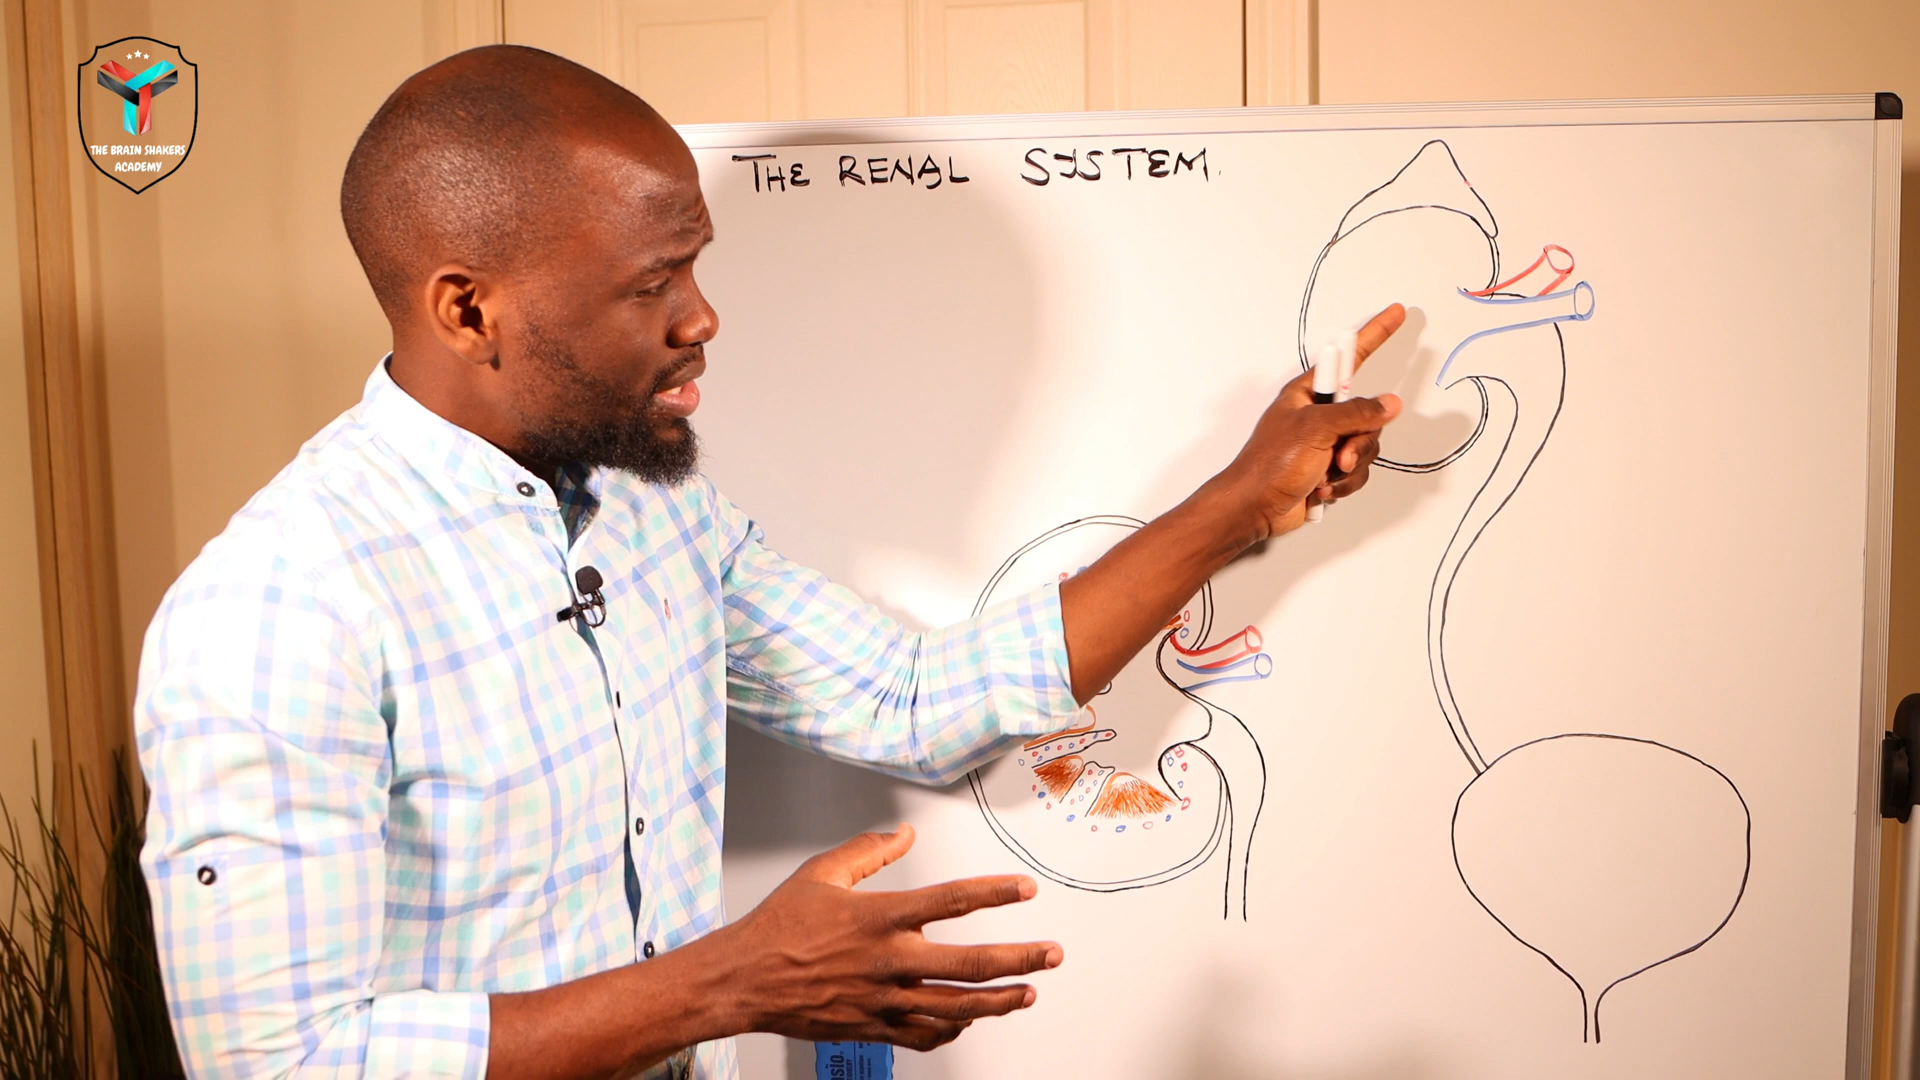 THE BRAIN SHAKERS
ACADEMY
THE RENAL SYSTEM.